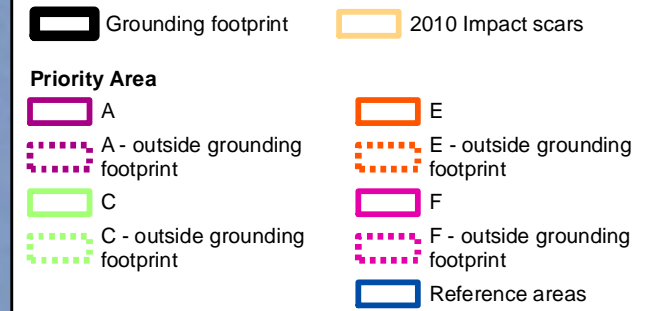 Grounding footprint
2010 Impact scars
Priority Area
A
A - outside grounding
footprint
C
C - outside grounding
footprint
E
E - outside grounding
footprint
F
F - outside grounding
footprint
Reference areas